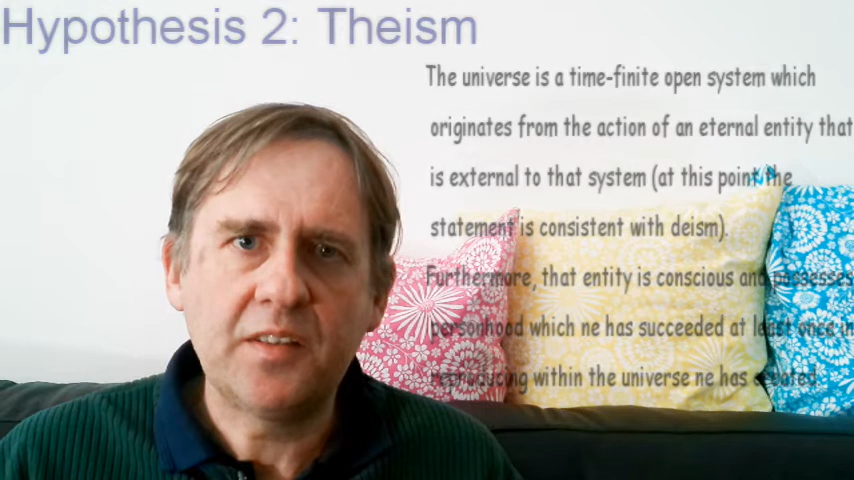 Hypothesis 2: Theism
The universe is a time-finite open system which
originates from the action of an eternal entity that
is external to that system (at this point the
statement is consistent with deism).
Furthermore, that entity is conscious and possesses
personhood which ne has succeeded at least once in
reproducing within the universe ne has created.